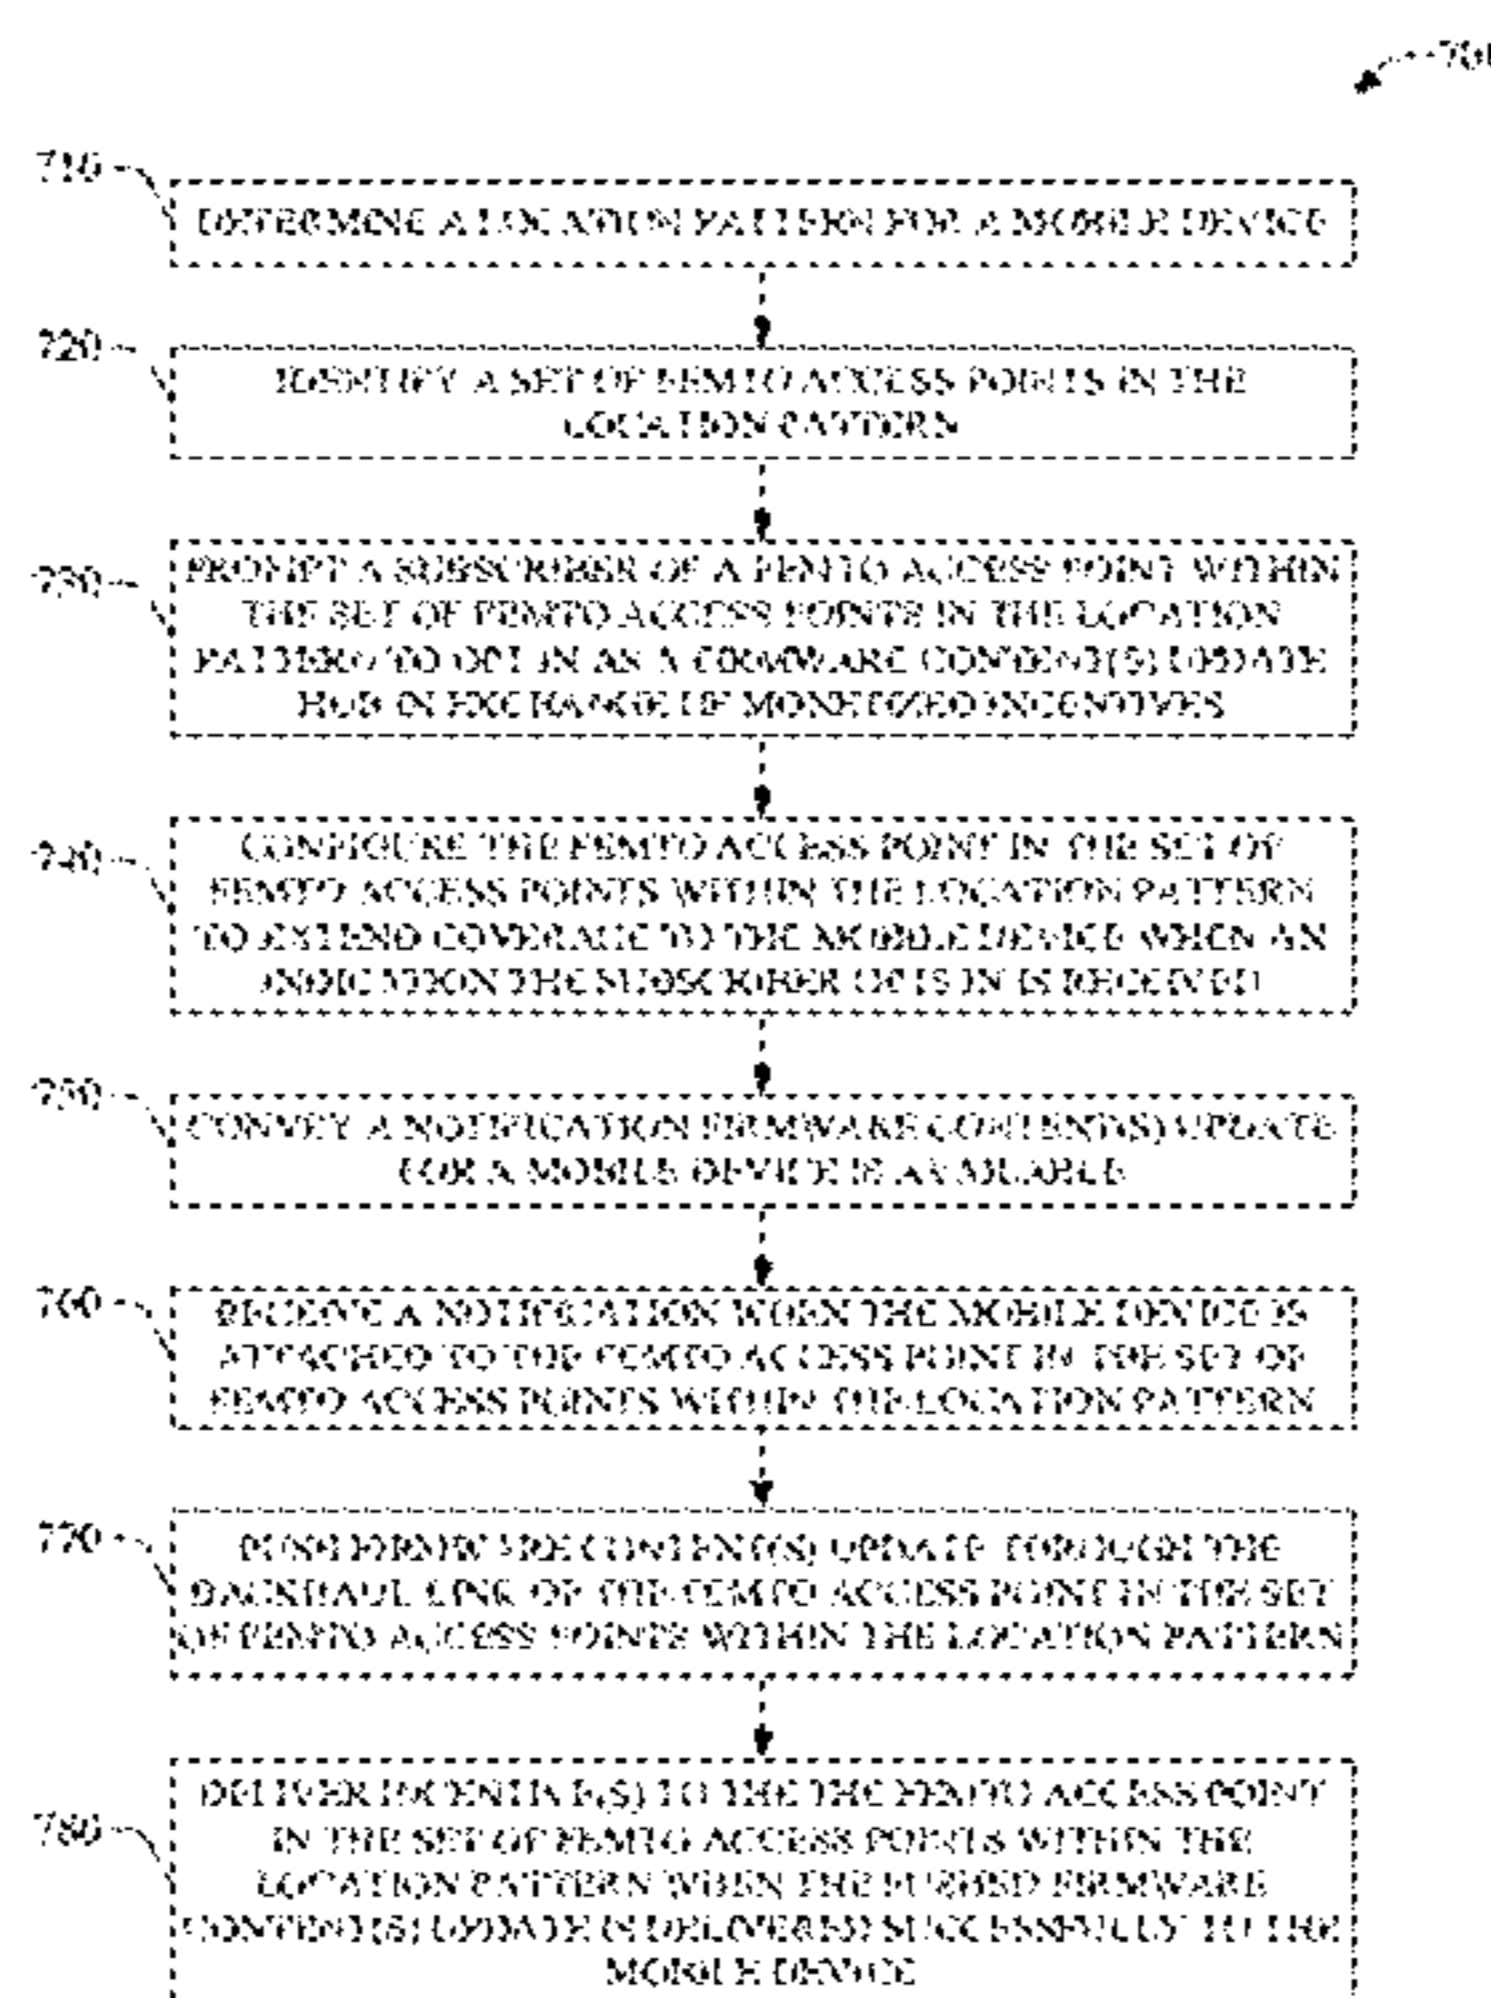 710
DETERMINE A LOCATION PATTERN FOR A MOBILE DEVICE
720
IDENTIFY A SET OF FEMTO ACCESS POINTS IN THE
LOCATION PATTERN
730
PROMPT A SUBSCRIBER OF A FEMTO ACCESS POINT WITHIN
THE SET OF FEMTO ACCESS POINTS IN THE LOCATION
PATTERN TO OPT IN AS A FIRMWARE CONTENT(S) UPDATE
HUB IN EXCHANGE OF MONETIZED INCENTIVES
740
CONFIGURE THE FEMTO ACCESS POINT IN THE SET OF
FEMTO ACCESS POINTS WITHIN THE LOCATION PATTERN
TO EXTEND COVERAGE TO THE MOBILE DEVICE WHEN AN
INDICATION THE SUBSCRIBER OPTS IN IS RECEIVED
750
CONVEY A NOTIFICATION FIRMWARE CONTENT(S) UPDATE
FOR A MOBILE DEVICE IS AVAILABLE
760
RECEIVE A NOTIFICATION WHEN THE MOBILE DEVICE IS
ATTACHED TO THE FEMTO ACCESS POINT IN THE SET OF
FEMTO ACCESS POINTS WITHIN THE LOCATION PATTERN
770
PUSH FIRMWARE CONTENT(S) UPDATE THROUGH THE
BACKHAUL LINK OF THE FEMTO ACCESS POINT IN THE SET
OF FEMTO ACCESS POINTS WITHIN THE LOCATION PATTERN
780
DELIVER INCENTIVE(S) TO THE THE FEMTO ACCESS POINT
IN THE SET OF FEMTO ACCESS POINTS WITHIN THE
LOCATION PATTERN WHEN THE PUSHED FIRMWARE
CONTENT(S) UPDATE IS DELIVERED SUCCESSFULLY TO THE
MOBILE DEVICE